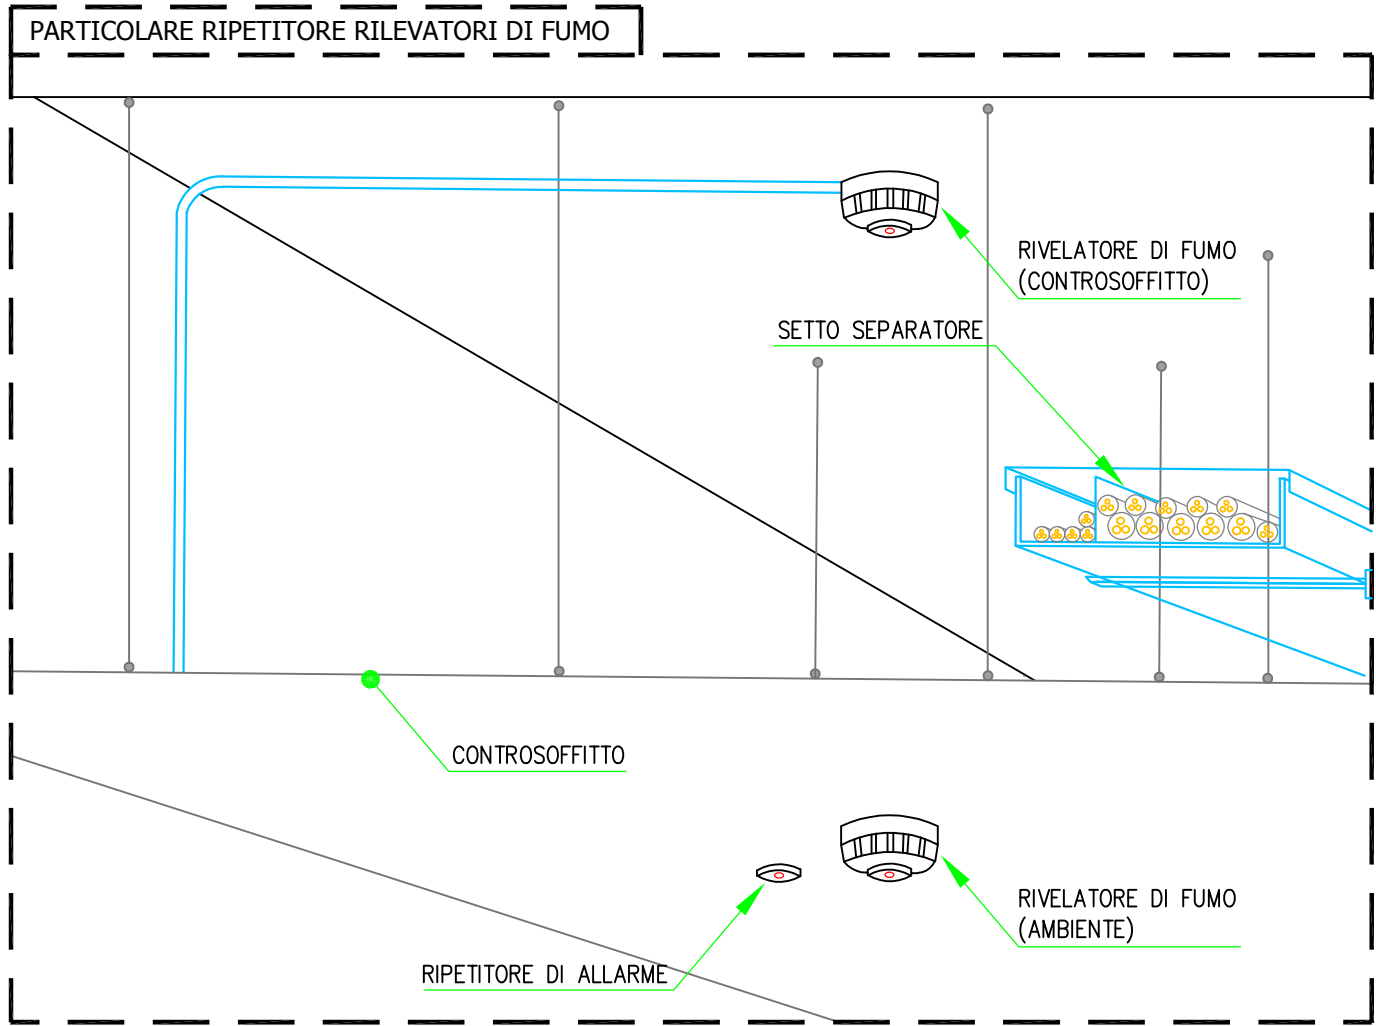 PARTICOLARE RIPETITORE RILEVATORI DI FUMO
RIVELATORE DI FUMO
(CONTROSOFFITTO)
SETTO SEPARATORE
CONTROSOFFITTO
RIVELATORE DI FUMO
(AMBIENTE)
RIPETITORE DI ALLARME